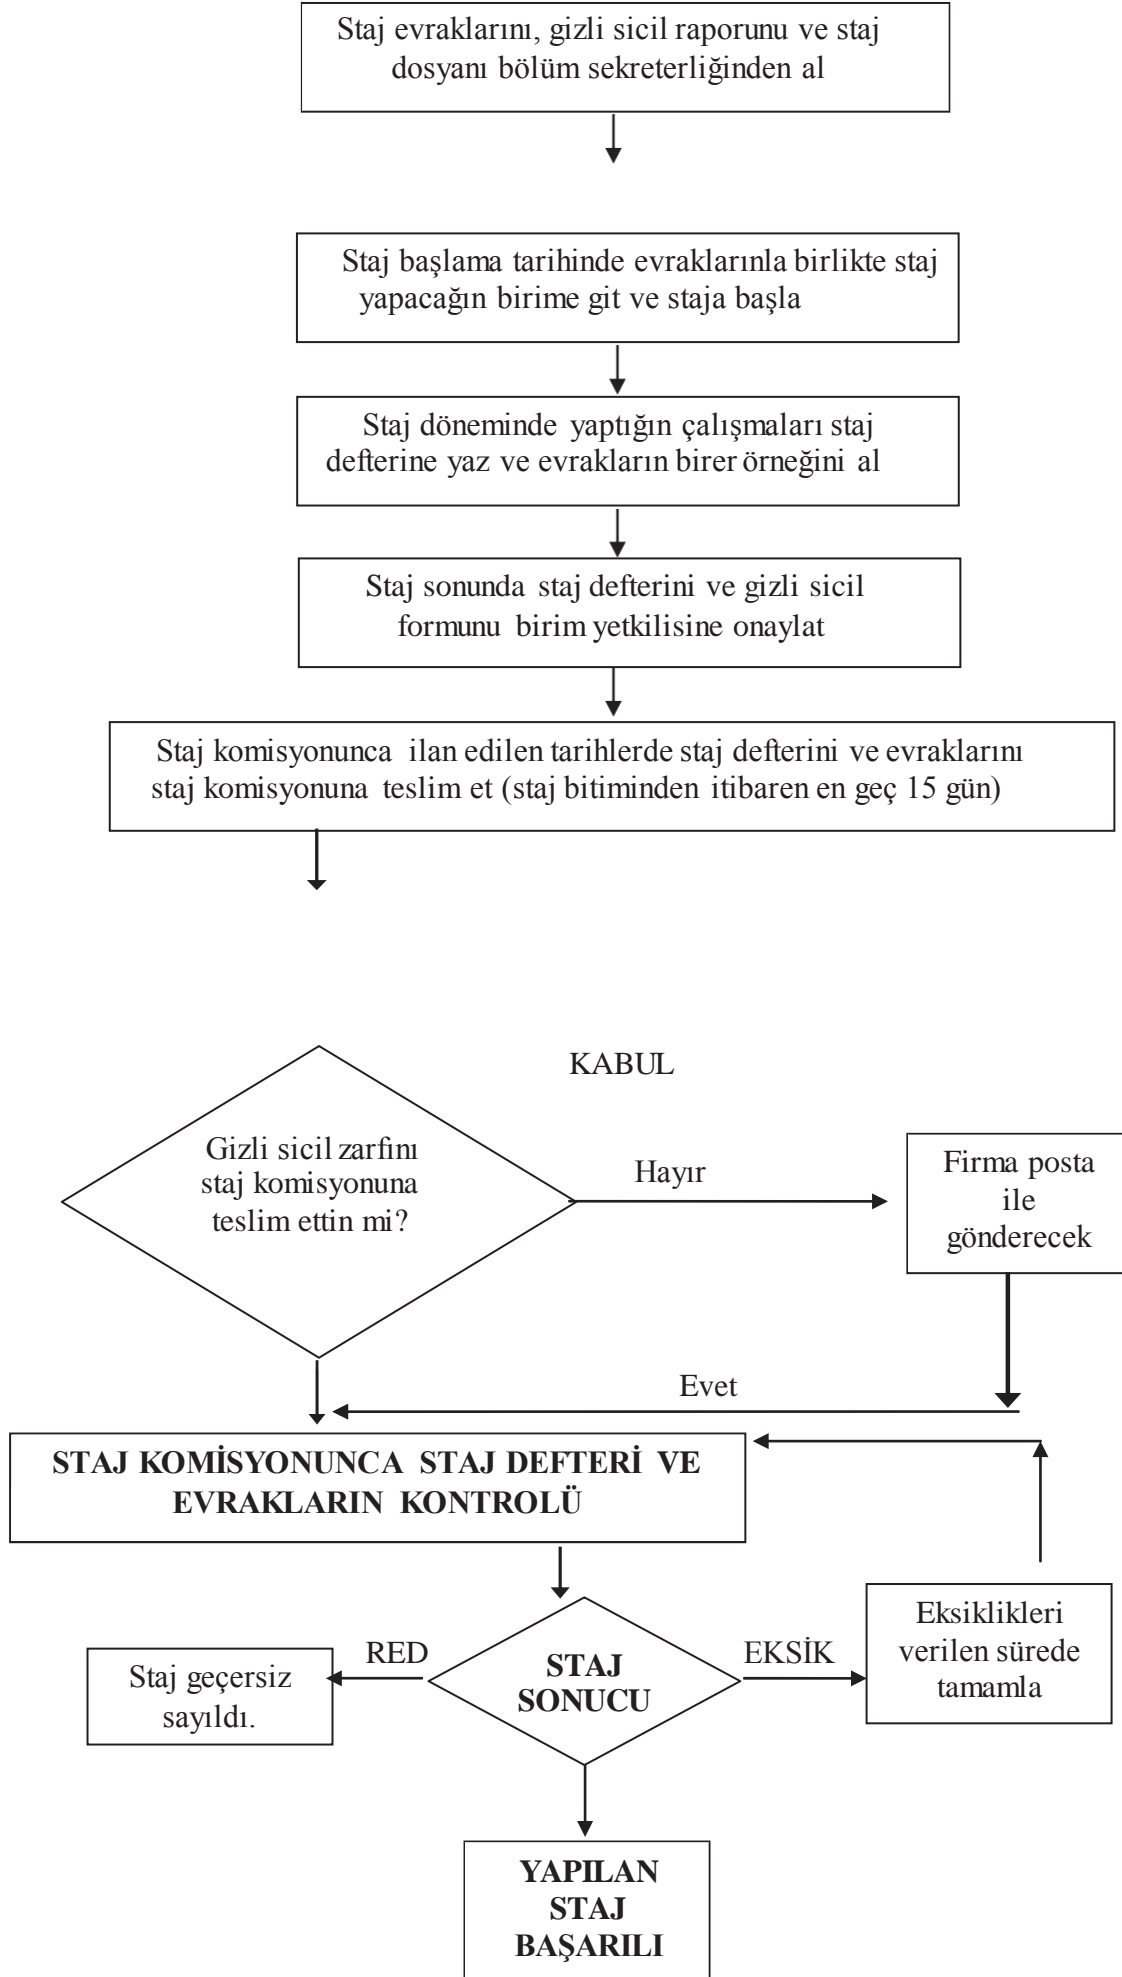 Staj evraklarını, gizli sicil raporunu ve staj
dosyanı bölüm sekreterliğinden al
Staj başlama tarihinde evraklarınla birlikte staj
yapacağın birime git ve staja başla
Staj döneminde yaptığın çalışmaları staj
defterine yaz ve evrakların birer örneğini al
Staj sonunda staj defterini ve gizli sicil
formunu birim yetkilisine onaylat
Staj komisyonunca ilan edilen tarihlerde staj defterini ve evraklarını
staj komisyonuna teslim et (staj bitiminden itibaren en geç 15 gün)
KABUL
Gizli sicil zarfını
staj komisyonuna
teslim ettin mi?
Hayır
Firma posta
ile
gönderecek
Evet
STAJ KOMİSYONUNCA STAJ DEFTERİ VE
EVRAKLARIN KONTROLÜ
RED
Staj geçersiz
sayıldı.
STAJ
SONUCU
EKSİK
Eksiklikleri
verilen sürede
tamamla
YAPILAN
STAJ
BAŞARILI